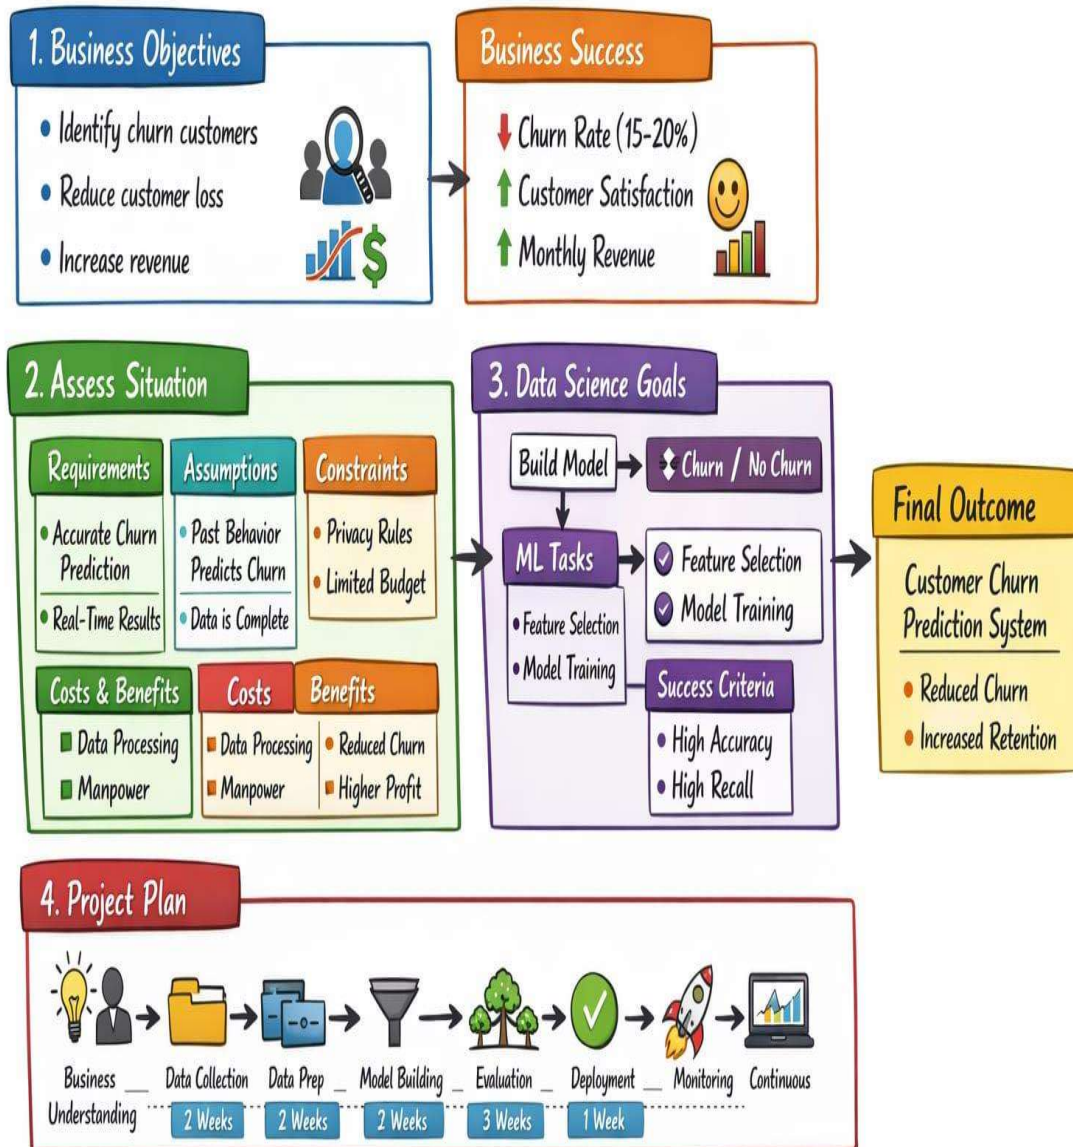 1. Business Objectives
• Identify churn customers
• Reduce customer loss
• Increase revenue
$
Business Success
Churn Rate (15-20%)
Customer Satisfaction
Monthly Revenue
2. Assess Situation
Requirements
• Accurate Churn
Prediction
• Real-Time Results
Assumptions
• Past Behavior
Predicts Churn
• Data is Complete
Constraints
• Privacy Rules
• Limited Budget
Costs & Benefits
Data Processing
Manpower
Costs
Data Processing
Manpower
Benefits
• Reduced Churn
Higher Profit
3. Data Science Goals
Build Model
Churn / No Churn
ML Tasks
• Feature Selection
• Model Training
Feature Selection
Model Training
Success Criteria
• High Accuracy
• High Recall
Final Outcome
Customer Churn
Prediction System
• Reduced Churn
• Increased Retention
4. Project Plan
Business
Understanding
Data Collection
2 Weeks
Data Prep
2 Weeks
Model Building
2 Weeks
Evaluation
3 Weeks
Deployment
1 Week
Monitoring
Continuous